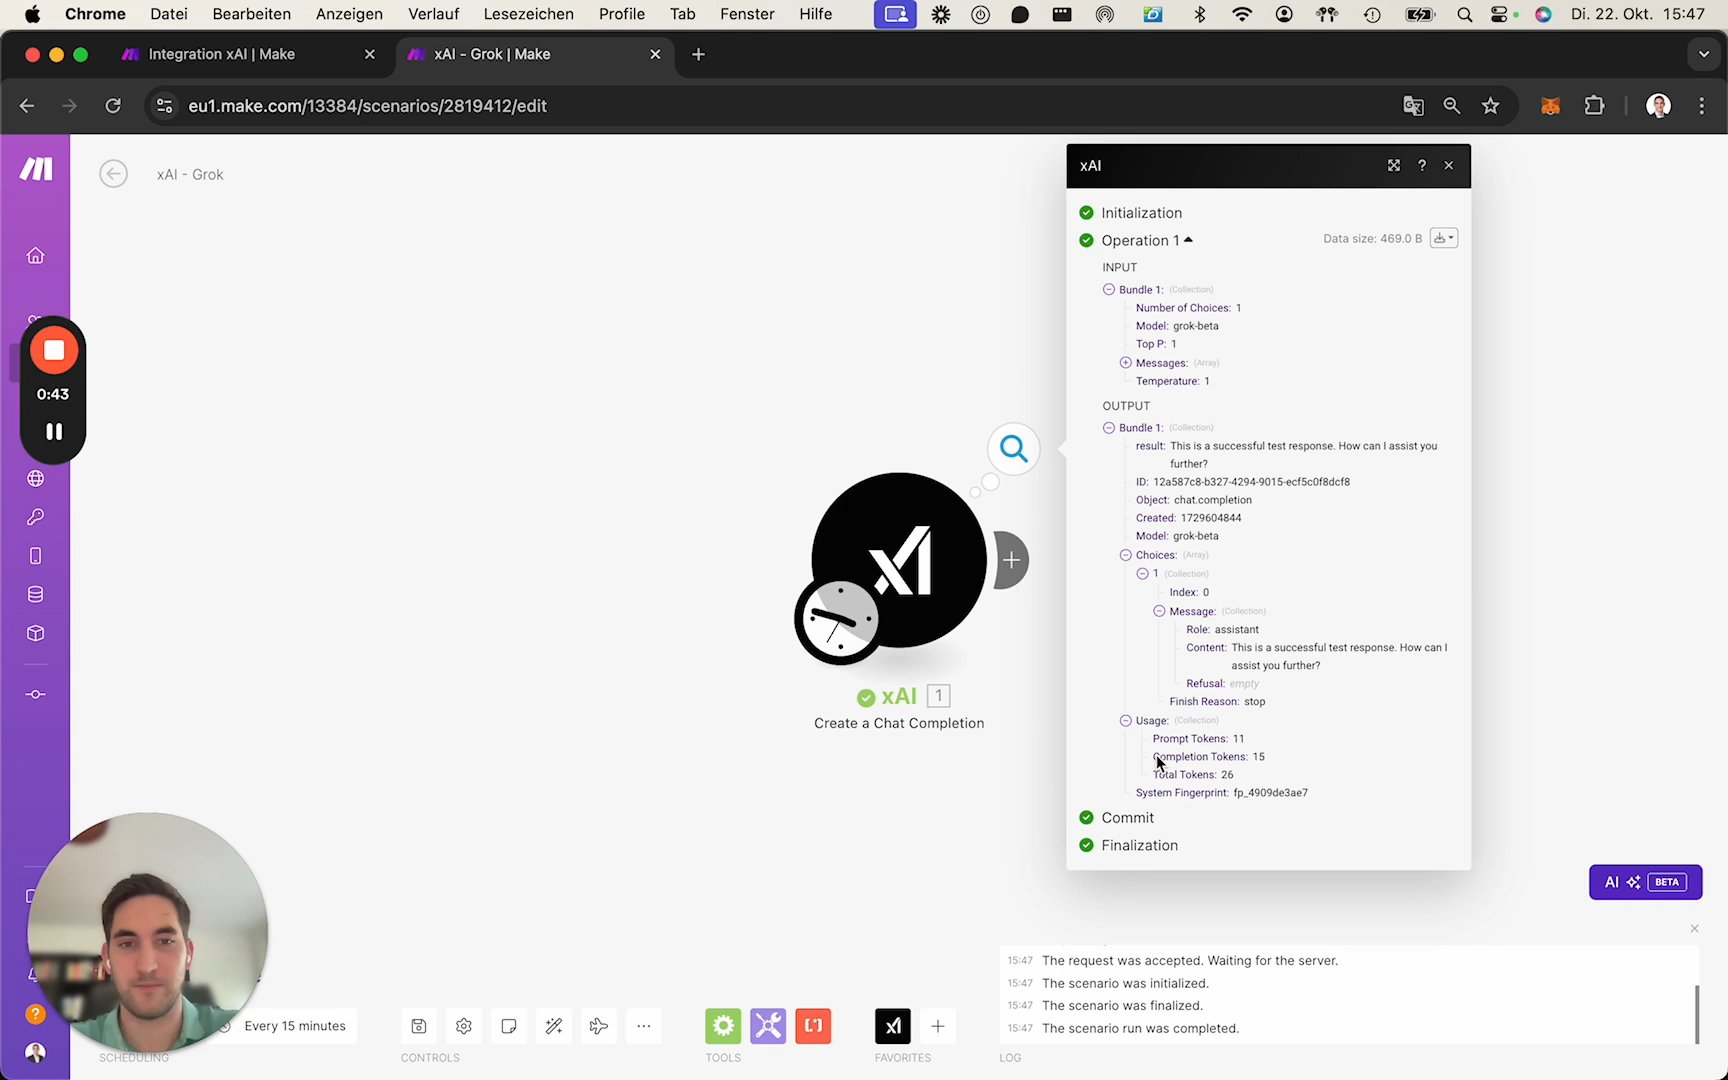 Chrome Datei Bearbeiten Anzeigen Verlauf Lesezeichen Profile Tab Fenster Hilfe Di. 22. Okt. 15:47
Integration xAI | Make
xAI - Grok | Make
eu1.make.com/13384/scenarios/2819412/edit
xAI - Grok
xAI
Initialization
Operation 1 Data size: 469.0 B
INPUT
Bundle 1: (Collection)
Number of Choices: 1
Model: grok-beta
Top P: 1
Messages: (Array)
Temperature: 1
OUTPUT
Bundle 1: (Collection)
result: This is a successful test response. How can I assist you
further?
ID: 12a587c8-b327-4294-9015-ecf5c0f8dcf8
Object: chat.completion
Created: 1729604844
Model: grok-beta
Choices: (Array)
1 (Collection)
Index: 0
Message: (Collection)
Role: assistant
Content: This is a successful test response. How can I
assist you further?
Refusal: empty
Finish Reason: stop
Usage: (Collection)
Prompt Tokens: 11
Completion Tokens: 15
Total Tokens: 26
System Fingerprint: fp_4909de3ae7
Commit
Finalization
0:43
xAI 1
Create a Chat Completion
AI BETA
15:47 The request was accepted. Waiting for the server.
15:47 The scenario was initialized.
15:47 The scenario was finalized.
15:47 The scenario run was completed.
Every 15 minutes
SCHEDULING CONTROLS TOOLS FAVORITES LOG